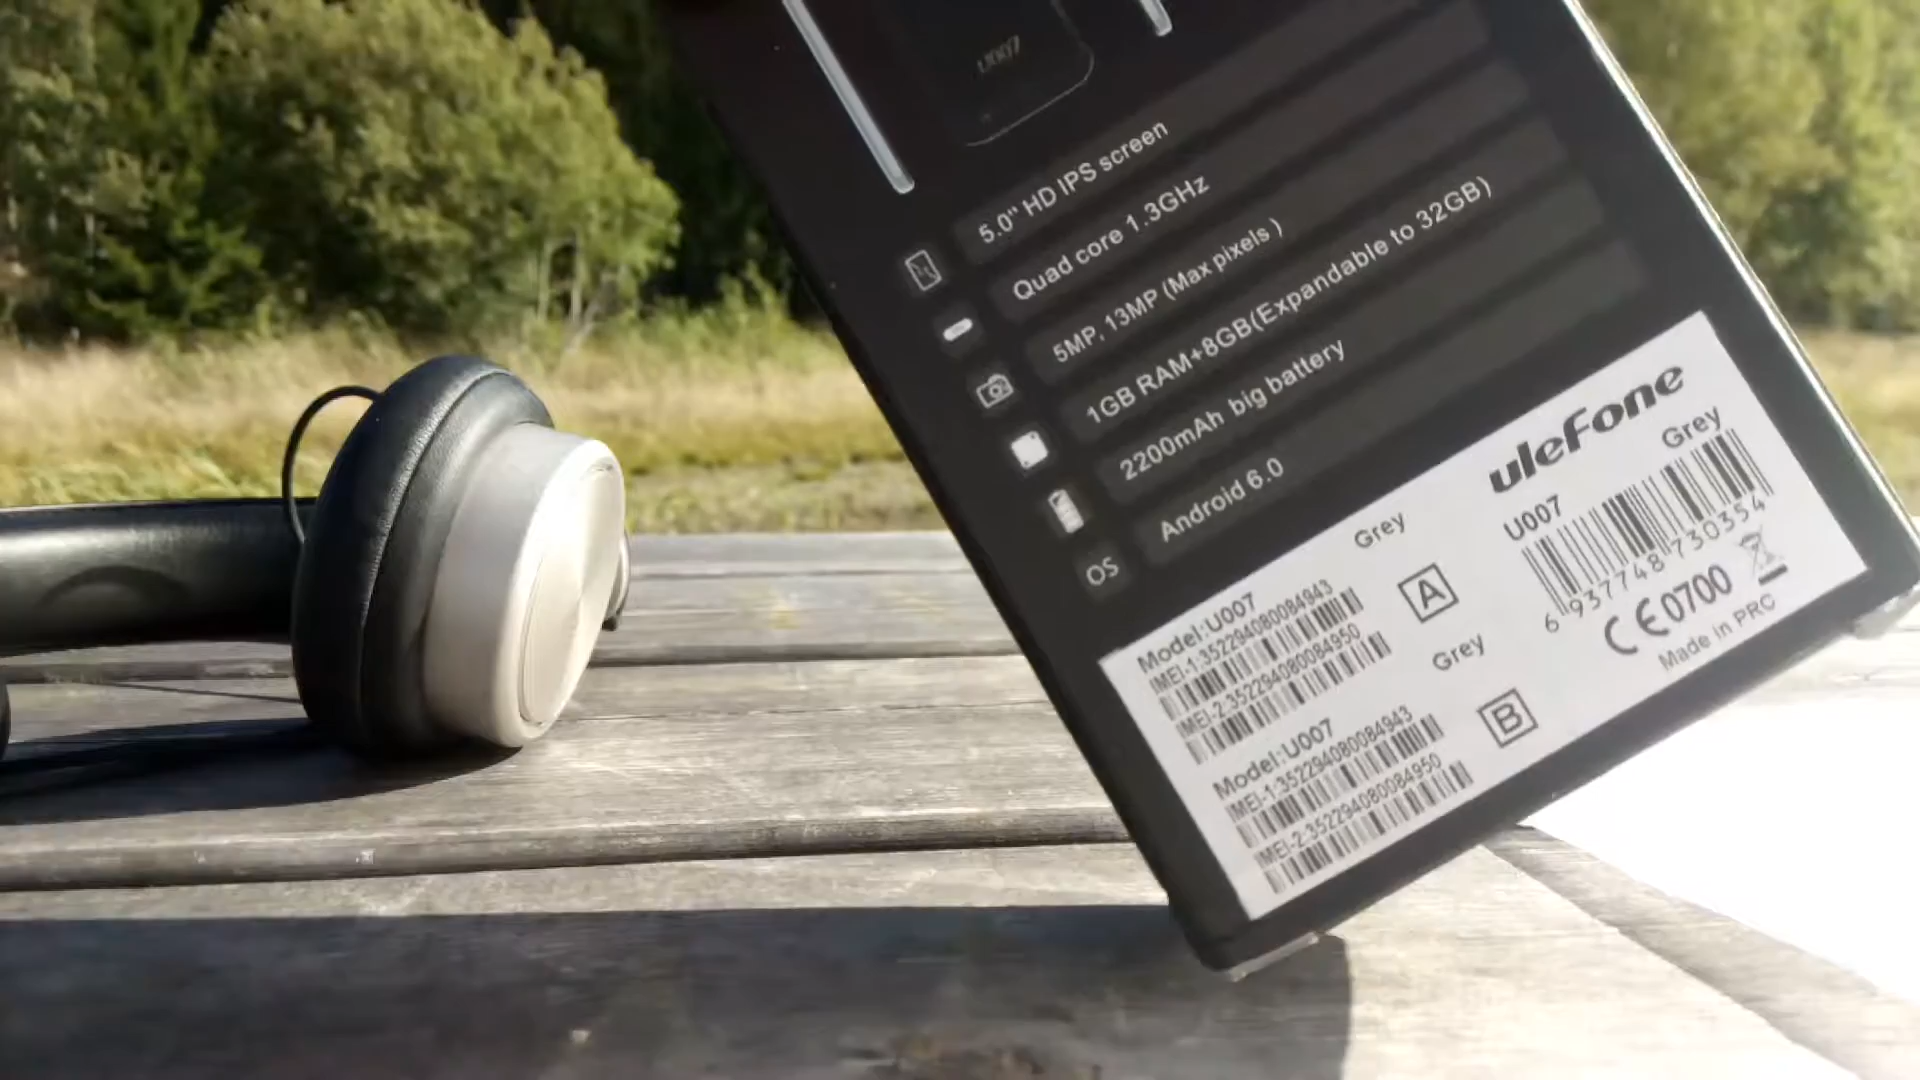 U007
5.0" HD IPS screen
Quad core 1.3GHz
5MP, 13MP (Max pixels )
1GB RAM+8GB(Expandable to 32GB)
2200mAh big battery
OS Android 6.0
uleFone
U007 Grey
6 937748 730354
CE0700
Made in PRC
Model:U007 Grey
IMEI-1:352294080084943
IMEI-2:352294080084950
A
Model:U007 Grey
IMEI-1:352294080084943
IMEI-2:352294080084950
B